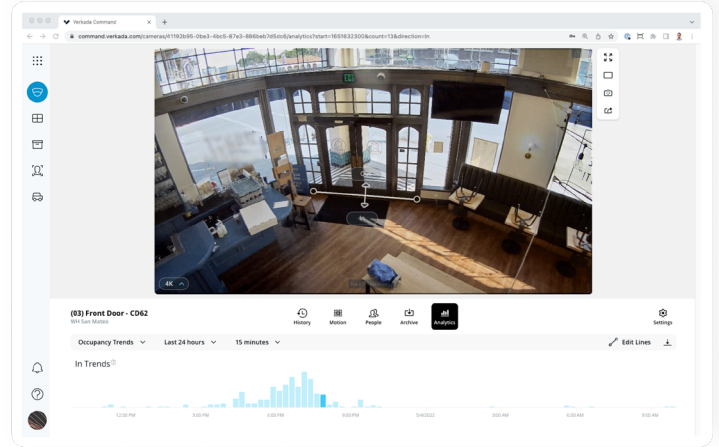 Verkada Command
command.verkada.com/cameras/41192b95-0be3-4bc5-87e3-886beb7d5dc6/analytics?start=1651632300&count=13&direction=In
4K
(03) Front Door - CD62
WH San Mateo
History
Motion
People
Archive
Analytics
Settings
Occupancy Trends
Last 24 hours
15 minutes
Edit Lines
In Trends
12:00 PM
3:00 PM
6:00 PM
9:00 PM
5/4/2022
3:00 AM
6:00 AM
9:00 AM